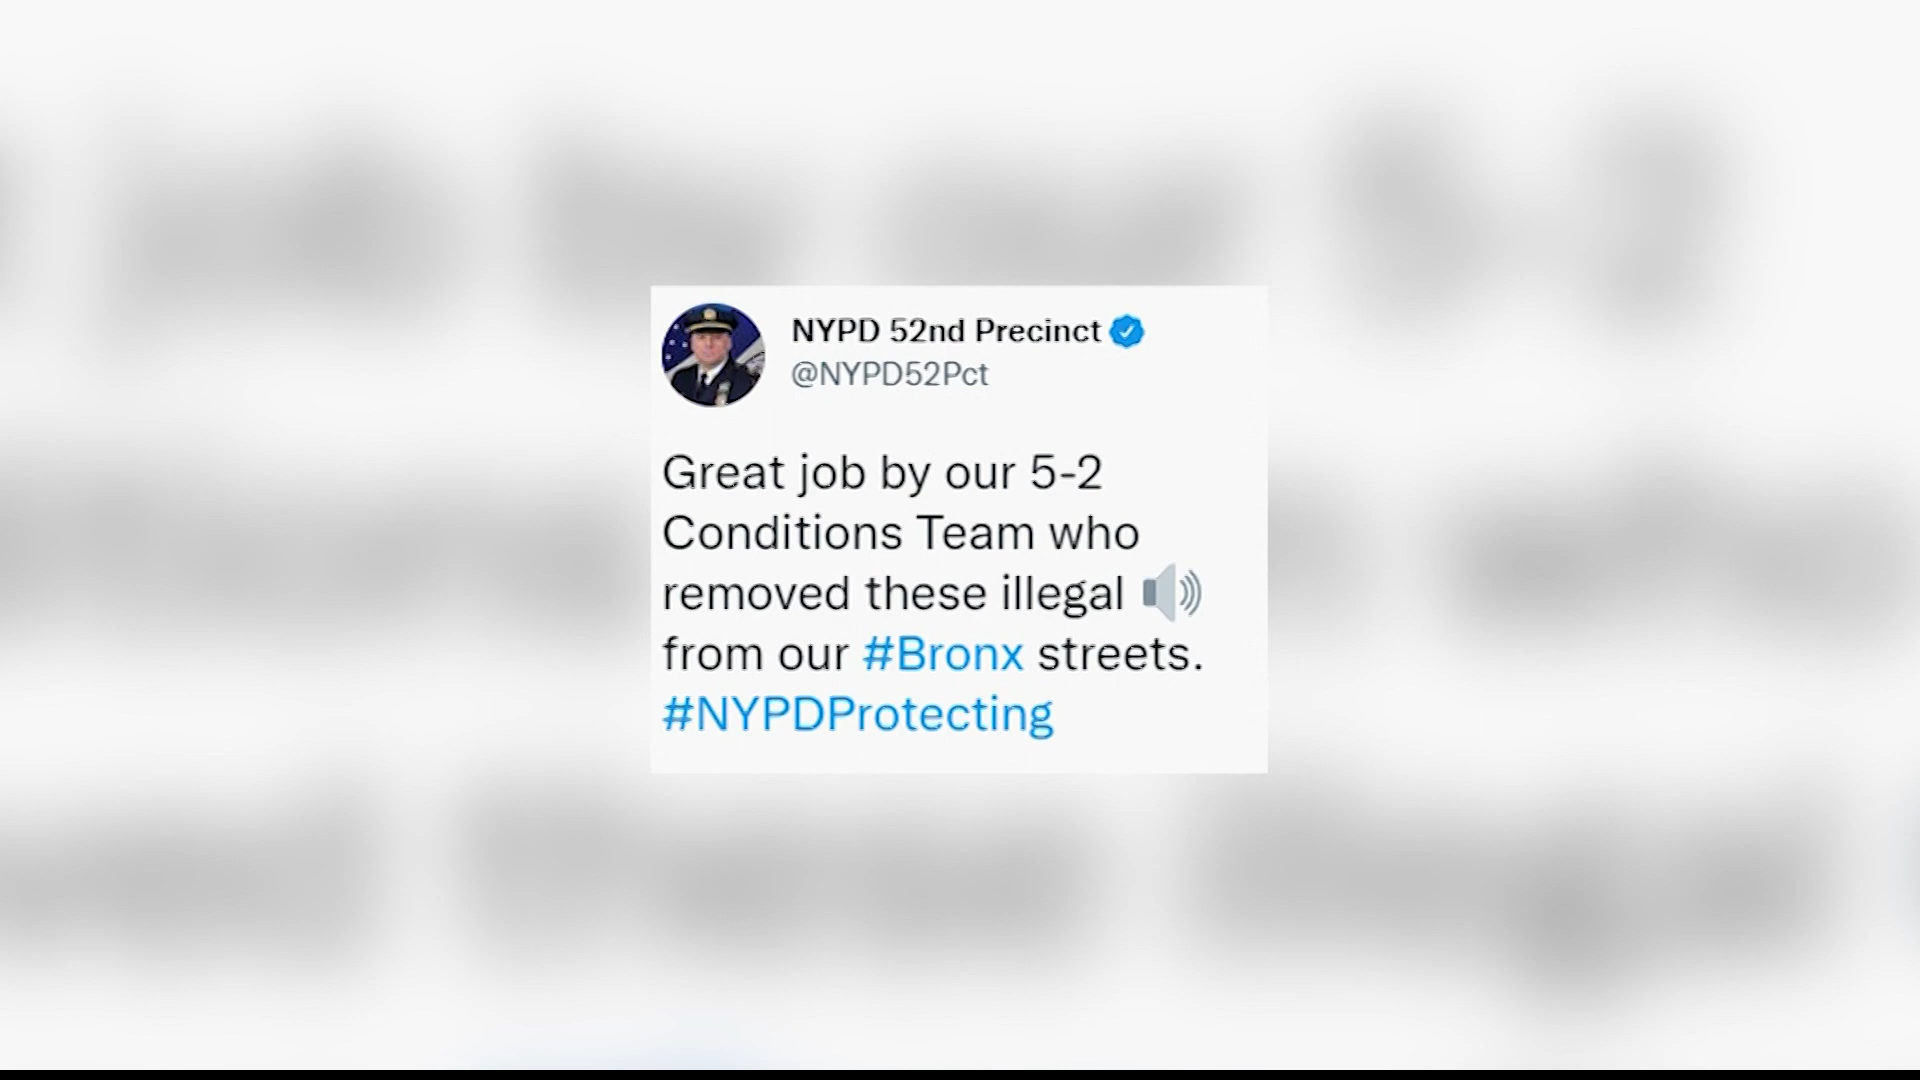 NYPD 52nd Precinct
@NYPD52Pct
Great job by our 5-2
Conditions Team who
removed these illegal 🔊
from our #Bronx streets.
#NYPDProtecting